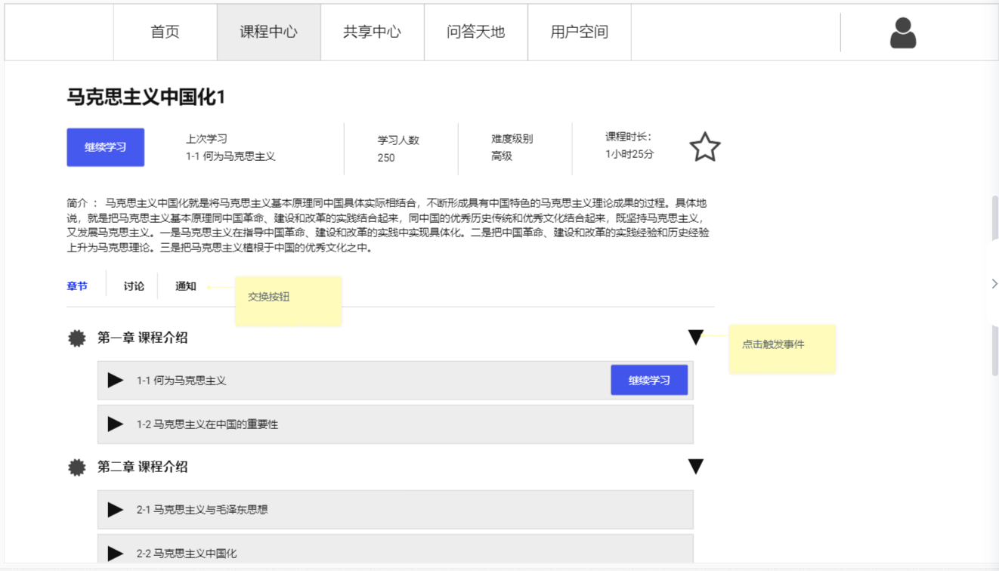 首页
课程中心
共享中心
问答天地
用户空间
马克思主义中国化1
继续学习
上次学习
1-1 何为马克思主义
学习人数
250
难度级别
高级
课程时长：
1小时25分
简介 ： 马克思主义中国化就是将马克思主义基本原理同中国具体实际相结合，不断形成具有中国特色的马克思主义理论成果的过程。具体地
说，就是把马克思主义基本原理同中国革命、建设和改革的实践结合起来，同中国的优秀历史传统和优秀文化结合起来，既坚持马克思主义，
又发展马克思主义。一是马克思主义在指导中国革命、建设和改革的实践中实现具体化。二是把中国革命、建设和改革的实践经验和历史经验
上升为马克思理论。三是把马克思主义植根于中国的优秀文化之中。
章节
讨论
通知
交换按钮
第一章 课程介绍
点击触发事件
1-1 何为马克思主义
继续学习
1-2 马克思主义在中国的重要性
第二章 课程介绍
2-1 马克思主义与毛泽东思想
2-2 马克思主义中国化